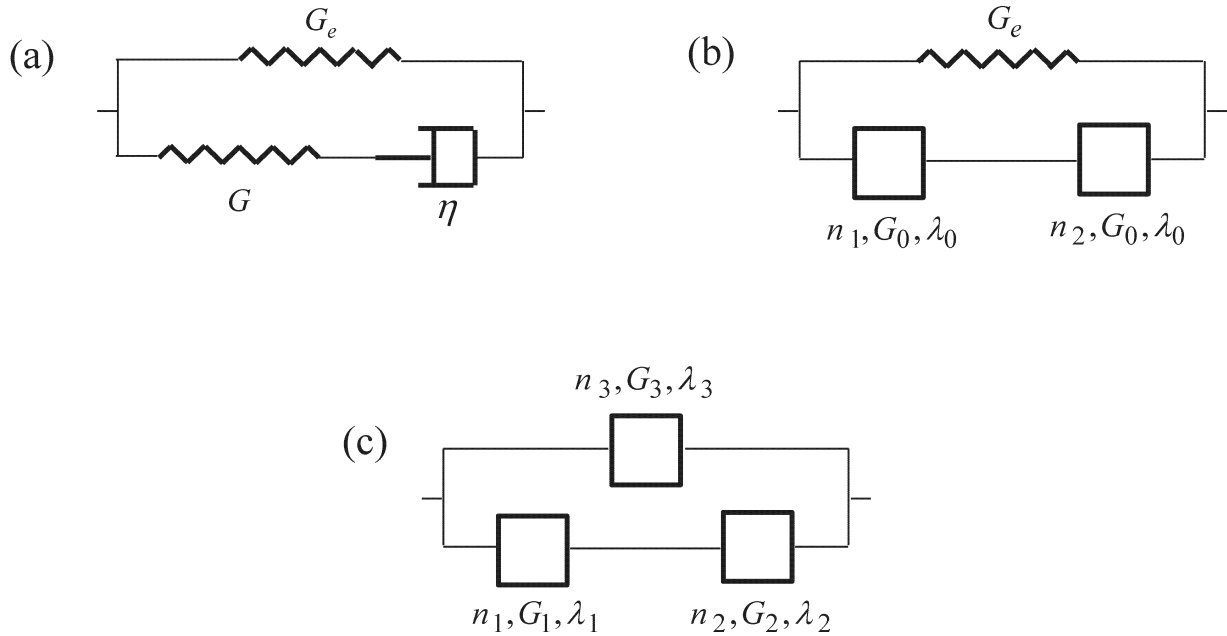 (a)
G_e
G
η
(b)
G_e
n_1, G_0, λ_0
n_2, G_0, λ_0
(c)
n_3, G_3, λ_3
n_1, G_1, λ_1
n_2, G_2, λ_2